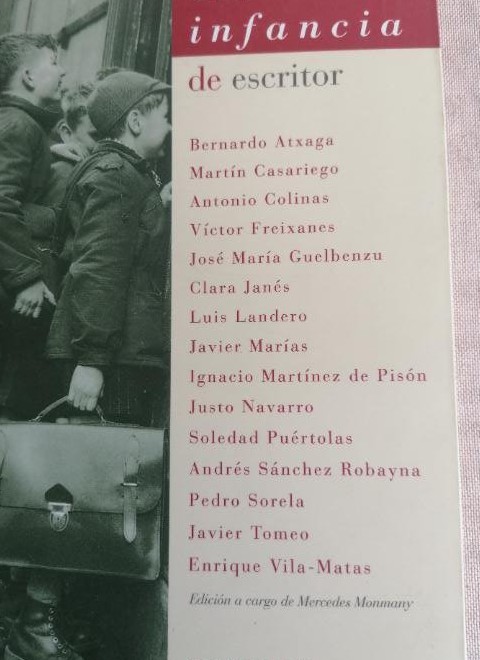 infancia
de escritor
Bernardo Atxaga
Martín Casariego
Antonio Colinas
Víctor Freixanes
José María Guelbenzu
Clara Janés
Luis Landero
Javier Marías
Ignacio Martínez de Pisón
Justo Navarro
Soledad Puértolas
Andrés Sánchez Robayna
Pedro Sorela
Javier Tomeo
Enrique Vila-Matas
Edición a cargo de Mercedes Monmany